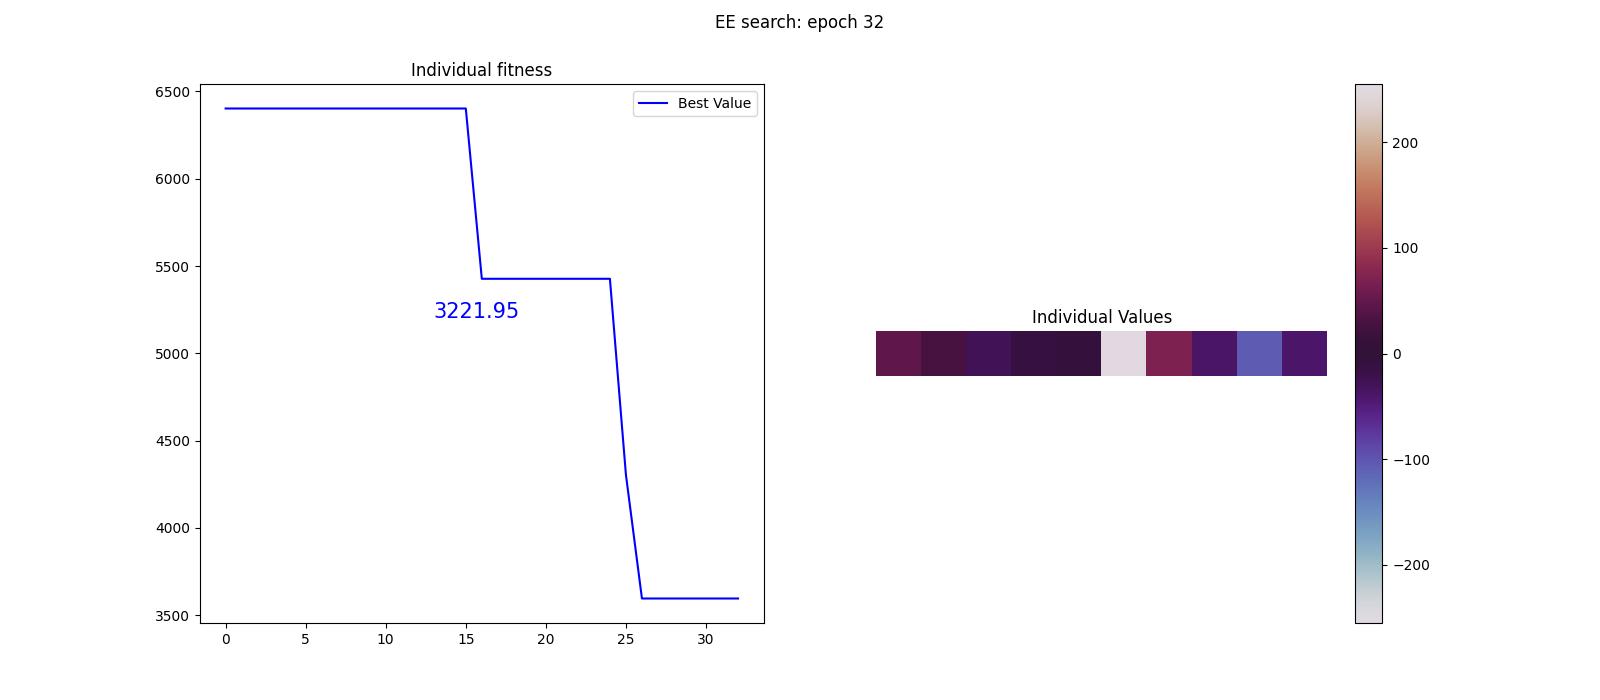 EE search: epoch 32
Individual fitness
Best Value
6500
6000
5500
5000
4500
4000
3500
3221.95
0 5 10 15 20 25 30
Individual Values
200
100
0
−100
−200